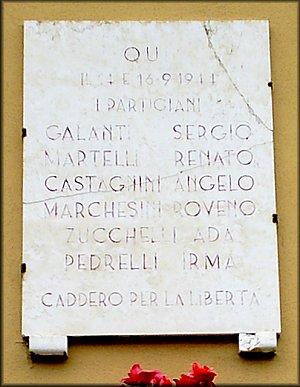 QUI
IL 14 E 16·9·1944
I PARTIGIANI
GALANTI SERGIO
MARTELLI RENATO
CASTAGNINI ANGELO
MARCHESINI ROVENO
ZUCCHELLI ADA
PEDRELLI IRMA
CADDERO PER LA LIBERTA'